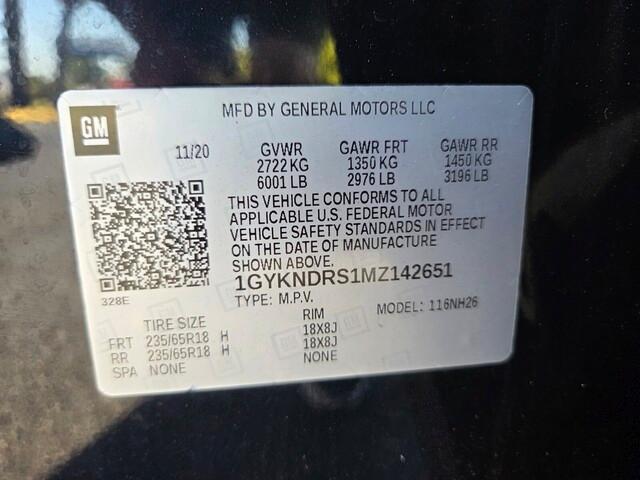 GM
MFD BY GENERAL MOTORS LLC
11/20 GVWR GAWR FRT GAWR RR
2722 KG 1350 KG 1450 KG
6001 LB 2976 LB 3196 LB
THIS VEHICLE CONFORMS TO ALL
APPLICABLE U.S. FEDERAL MOTOR
VEHICLE SAFETY STANDARDS IN EFFECT
ON THE DATE OF MANUFACTURE
SHOWN ABOVE.
1GYKNDRS1MZ142651
328E
TYPE: M.P.V. MODEL: 116NH26
TIRE SIZE RIM
FRT 235/65R18 H 18X8J
RR 235/65R18 H 18X8J
SPA NONE NONE